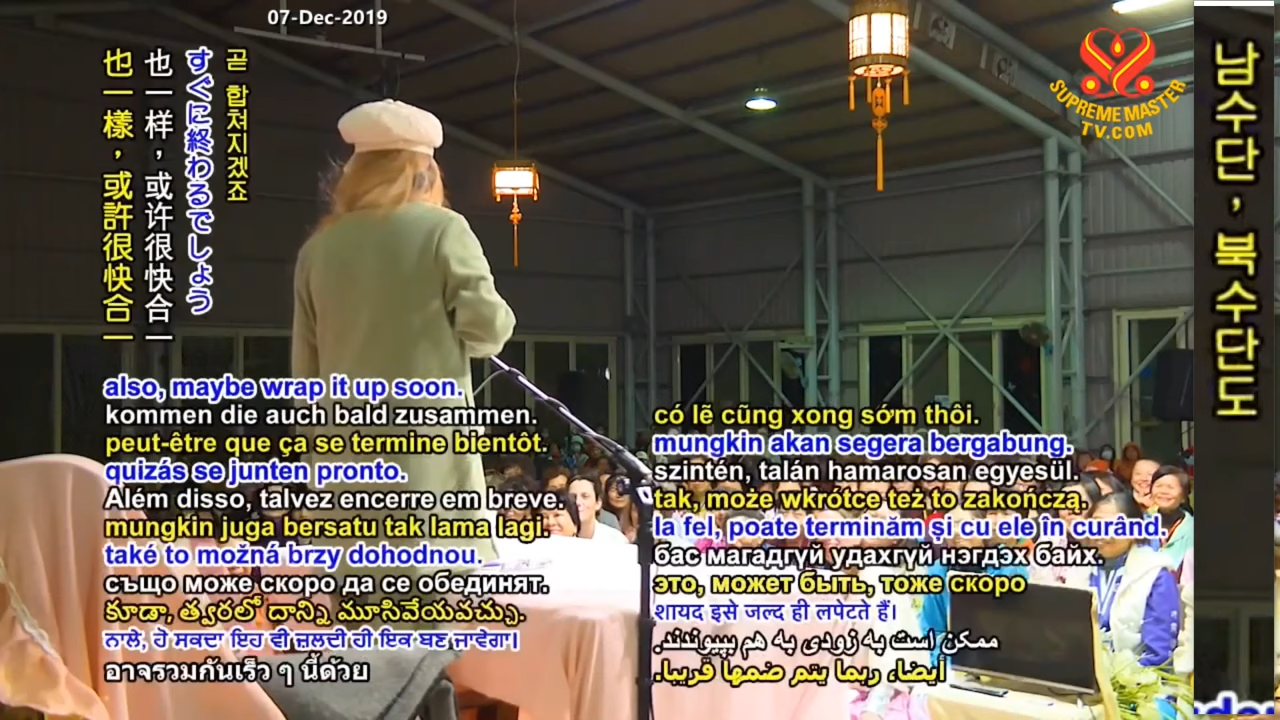 07-Dec-2019
SUPREME MASTER
TV.COM
남수단, 북수단도
곧 합쳐지겠죠
すぐに終わるでしょう
也一样，或许很快合一
也一樣，或許很快合一
also, maybe wrap it up soon.
kommen die auch bald zusammen.
peut-être que ça se termine bientôt.
quizás se junten pronto.
Além disso, talvez encerre em breve.
mungkin juga bersatu tak lama lagi.
také to možná brzy dohodnou.
също може скоро да се обединят.
కూడా, త్వరలో దాన్ని మూసివేయవచ్చు.
ਨਾਲੇ, ਹੋ ਸਕਦਾ ਇਹ ਵੀ ਜਲਦੀ ਹੀ ਇਕ ਬਣ ਜਾਵੇਗਾ।
อาจรวมกันเร็ว ๆ นี้ด้วย
có lẽ cũng xong sớm thôi.
mungkin akan segera bergabung.
szintén, talán hamarosan egyesül.
tak, może wkrótce też to zakończą.
la fel, poate terminăm și cu ele în curând.
бас магадгүй удахгүй нэгдэх байх.
это, может быть, тоже скоро
शायद इसे जल्द ही लपेटते हैं।
ممکن است به زودی به هم بپیوندند.
أيضا، ربما يتم ضمها قريبا.